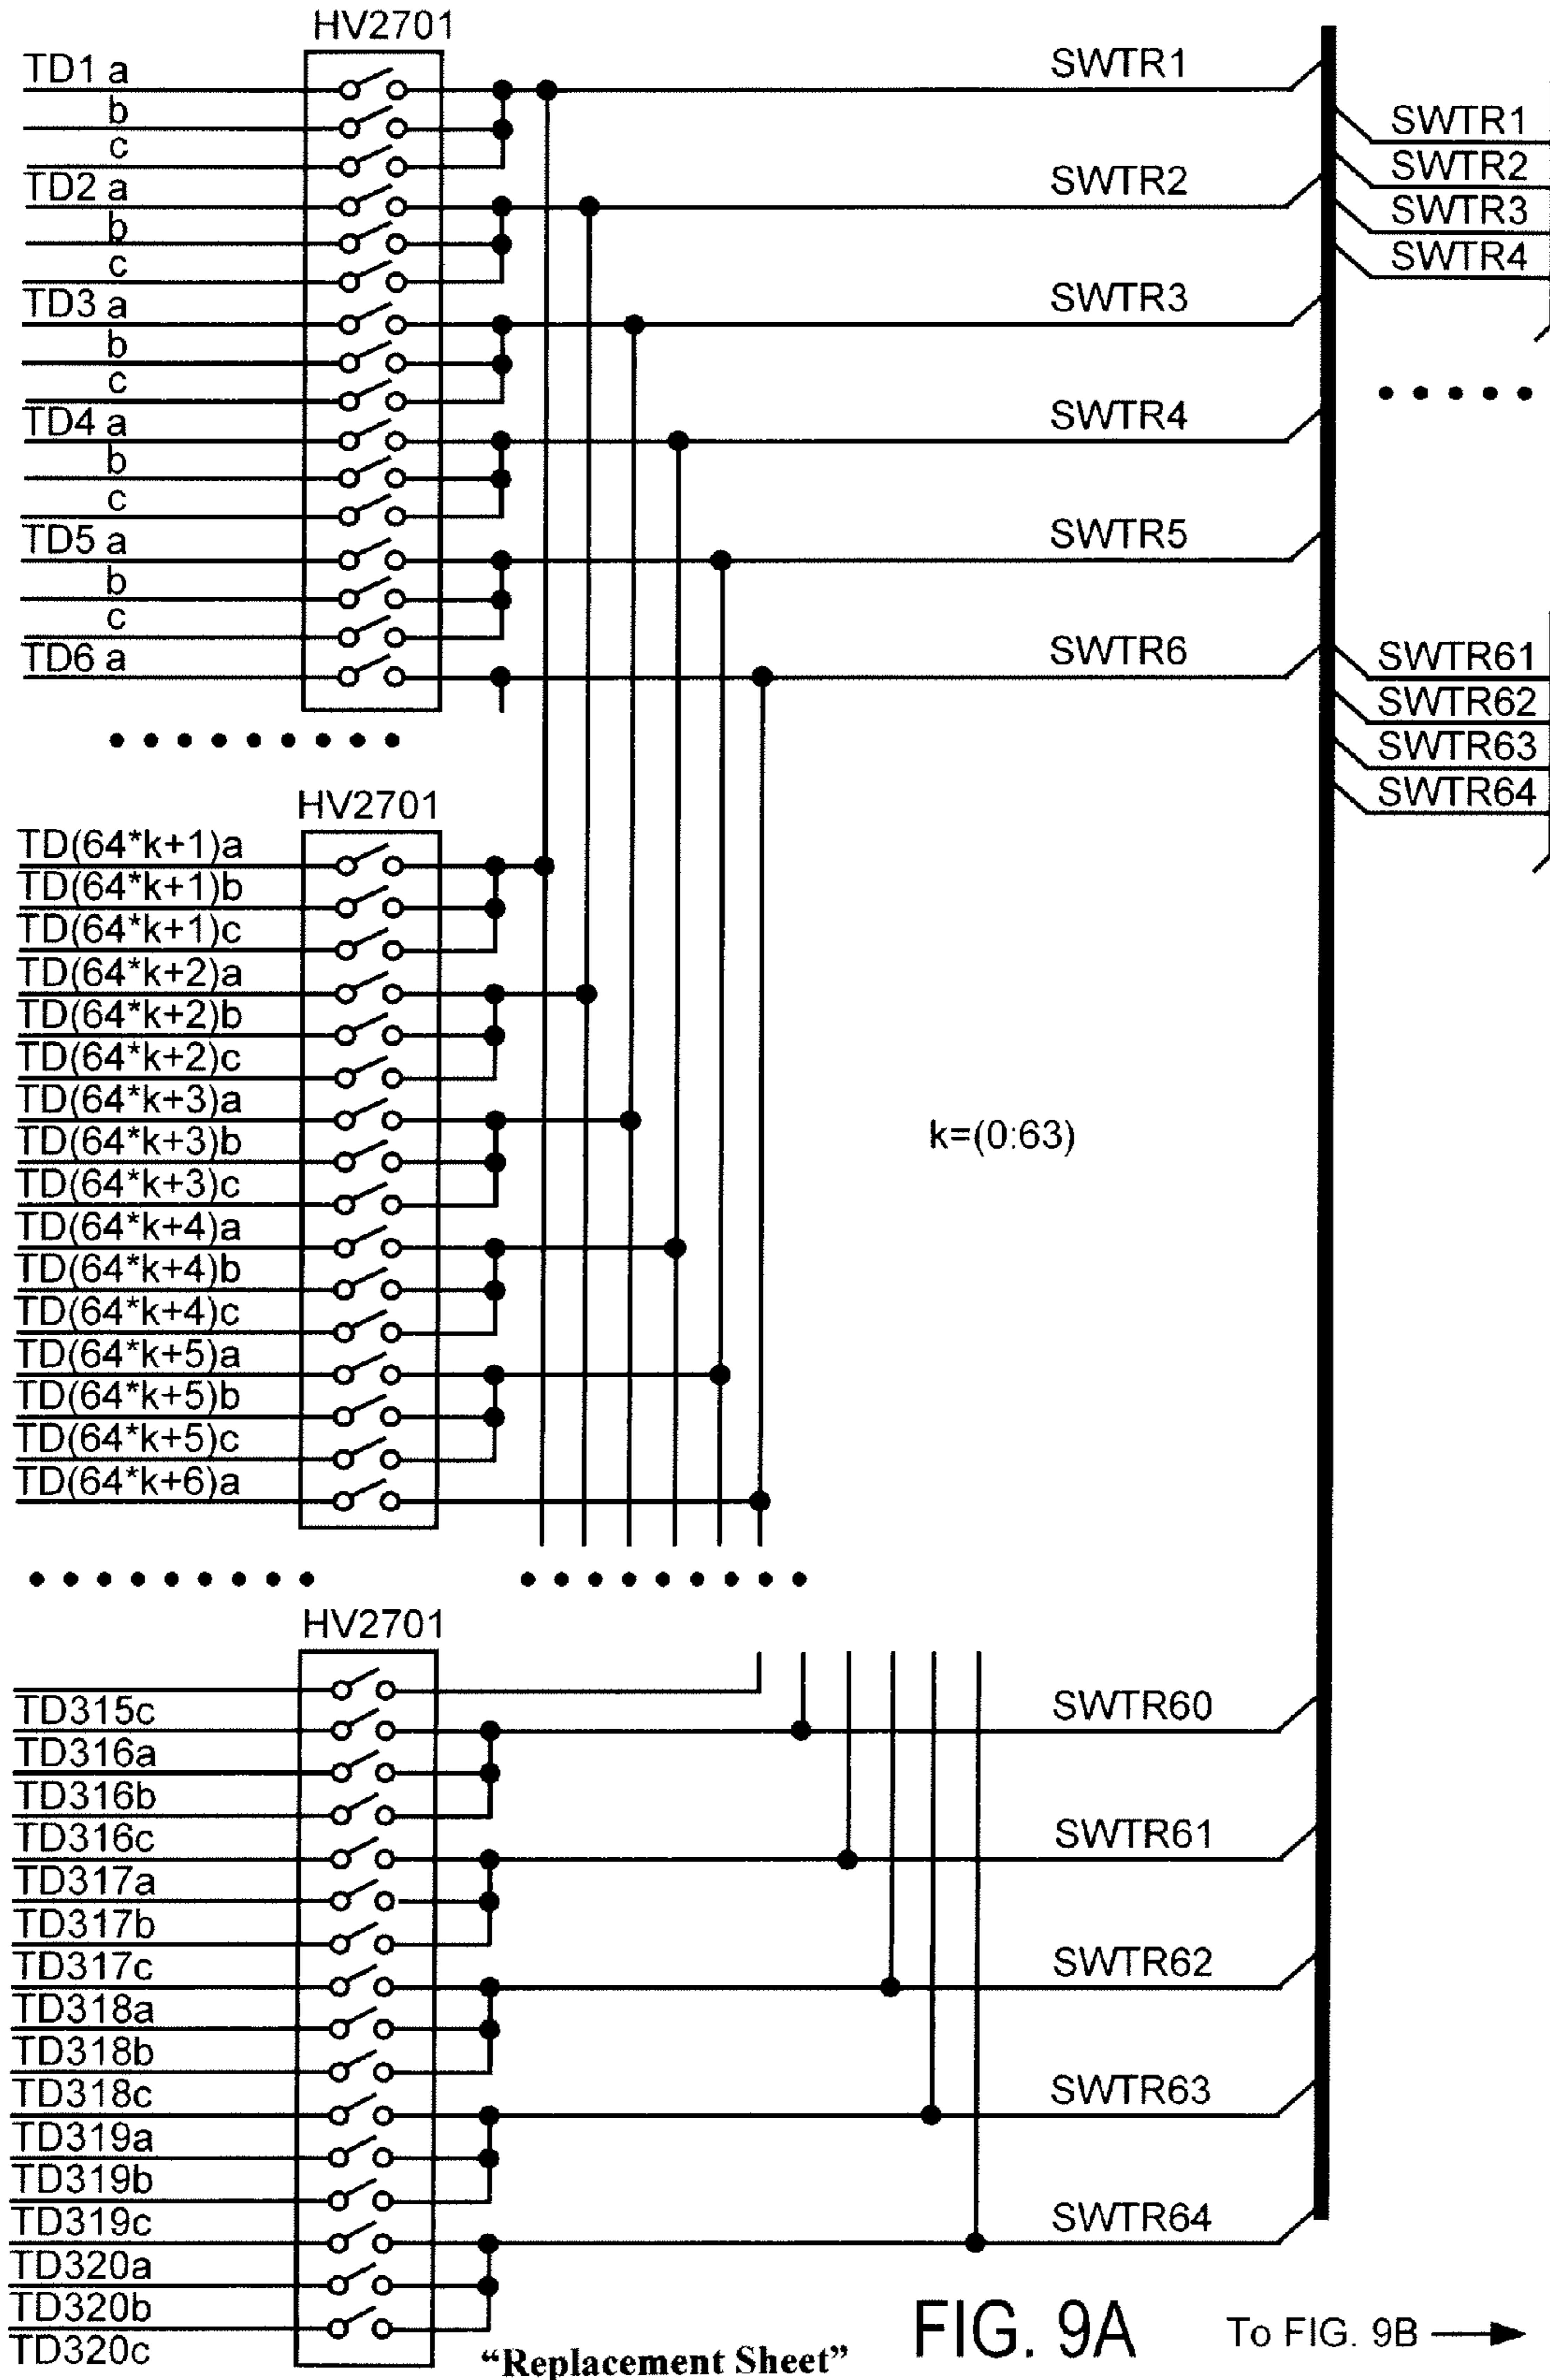 HV2701
TD1 a
b
c
TD2 a
b
c
TD3 a
b
c
TD4 a
b
c
TD5 a
b
c
TD6 a
SWTR1
SWTR2
SWTR3
SWTR4
SWTR5
SWTR6
SWTR1
SWTR2
SWTR3
SWTR4
SWTR61
SWTR62
SWTR63
SWTR64
HV2701
TD(64*k+1)a
TD(64*k+1)b
TD(64*k+1)c
TD(64*k+2)a
TD(64*k+2)b
TD(64*k+2)c
TD(64*k+3)a
TD(64*k+3)b
TD(64*k+3)c
TD(64*k+4)a
TD(64*k+4)b
TD(64*k+4)c
TD(64*k+5)a
TD(64*k+5)b
TD(64*k+5)c
TD(64*k+6)a
k=(0:63)
HV2701
TD315c
TD316a
TD316b
TD316c
TD317a
TD317b
TD317c
TD318a
TD318b
TD318c
TD319a
TD319b
TD319c
TD320a
TD320b
TD320c
SWTR60
SWTR61
SWTR62
SWTR63
SWTR64
"Replacement Sheet"
FIG. 9A
To FIG. 9B